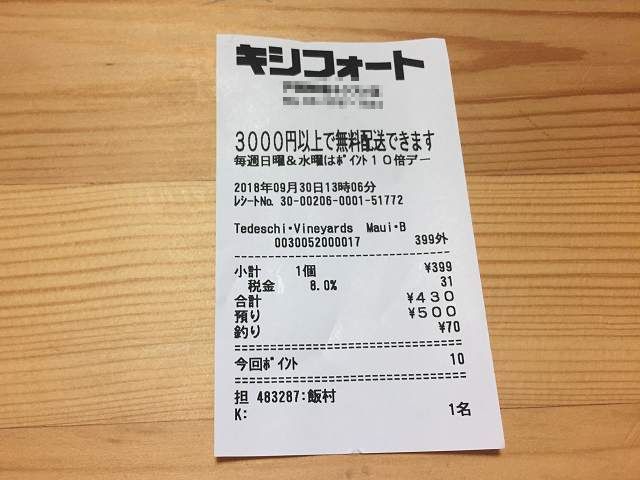 キシフォート
3000円以上で無料配送できます
毎週日曜&水曜はﾎﾟｲﾝﾄ10倍デー
2018年09月30日13時06分
ﾚｼｰﾄNo. 30-00206-0001-51772
Tedeschi・Vineyards Maui・B
0030052000017 399外
小計 1個 ¥399
税金 8.0% 31
合計 ¥430
預り ¥500
釣り ¥70
今回ﾎﾟｲﾝﾄ 10
担 483287:飯村
K: 1名